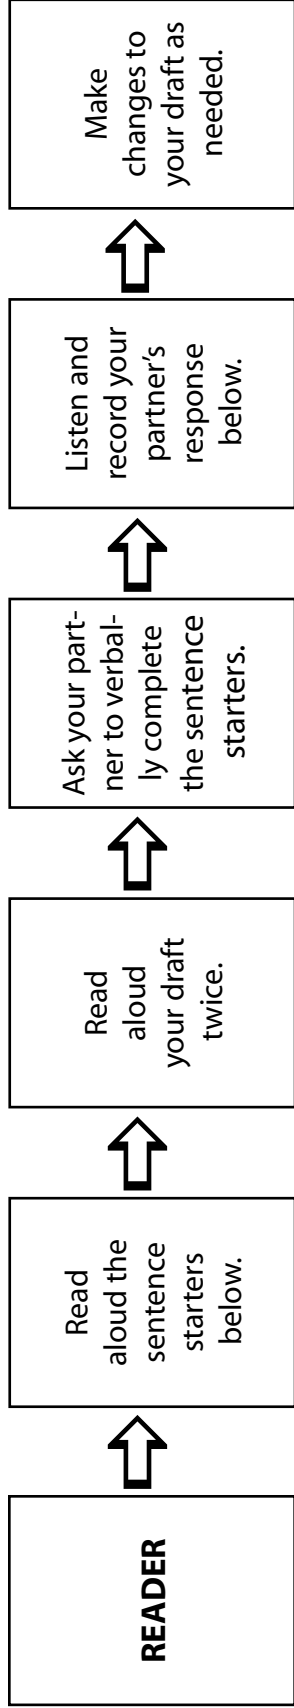 READER
Read
aloud the
sentence
starters
below.
Read
aloud
your draft
twice.
Ask your part-
ner to verbal-
ly complete
the sentence
starters.
Listen and
record your
partner's
response
below.
Make
changes to
your draft as
needed.